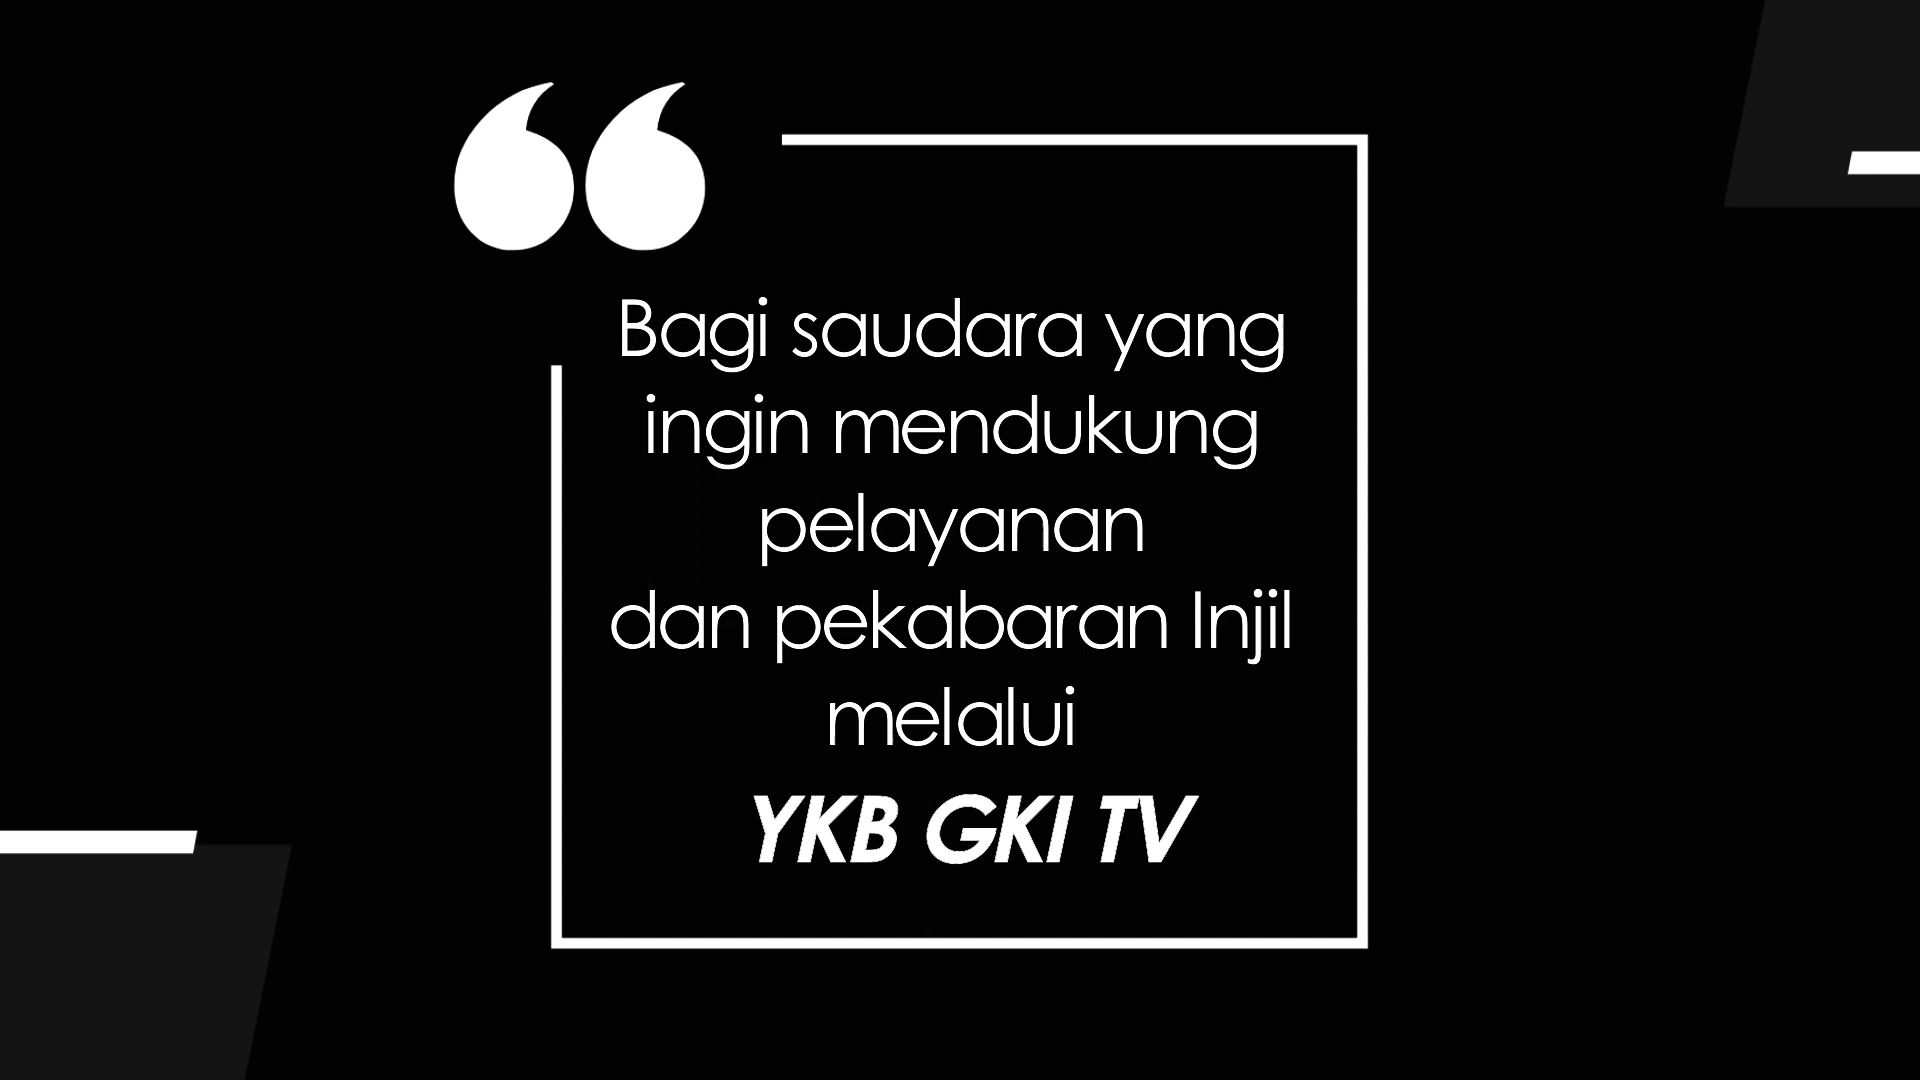 Bagi saudara yang
ingin mendukung
pelayanan
dan pekabaran Injil
melalui
YKB GKI TV